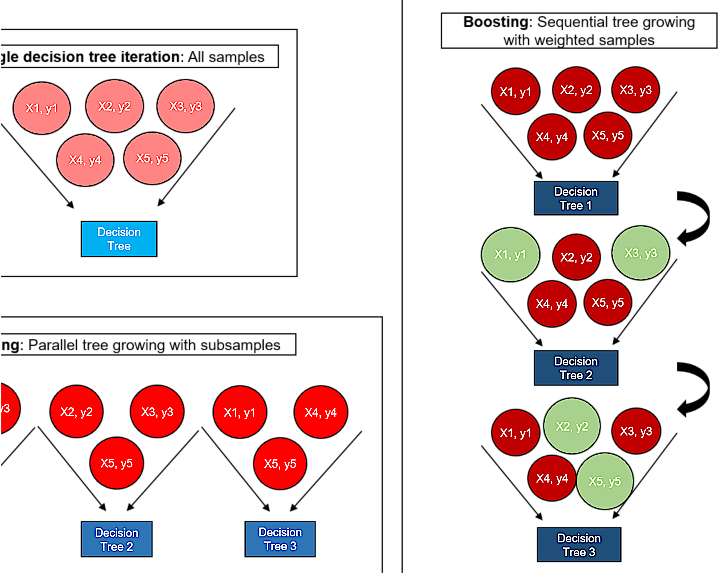 gle decision tree iteration: All samples
X1, y1
X2, y2
X3, y3
X4, y4
X5, y5
Decision
Tree
ng: Parallel tree growing with subsamples
y3
X2, y2
X3, y3
X5, y5
Decision
Tree 2
X1, y1
X4, y4
X5, y5
Decision
Tree 3
Boosting: Sequential tree growing
with weighted samples
X1, y1
X2, y2
X3, y3
X4, y4
X5, y5
Decision
Tree 1
X1, y1
X2, y2
X3, y3
X4, y4
X5, y5
Decision
Tree 2
X1, y1
X2, y2
X3, y3
X4, y4
X5, y5
Decision
Tree 3